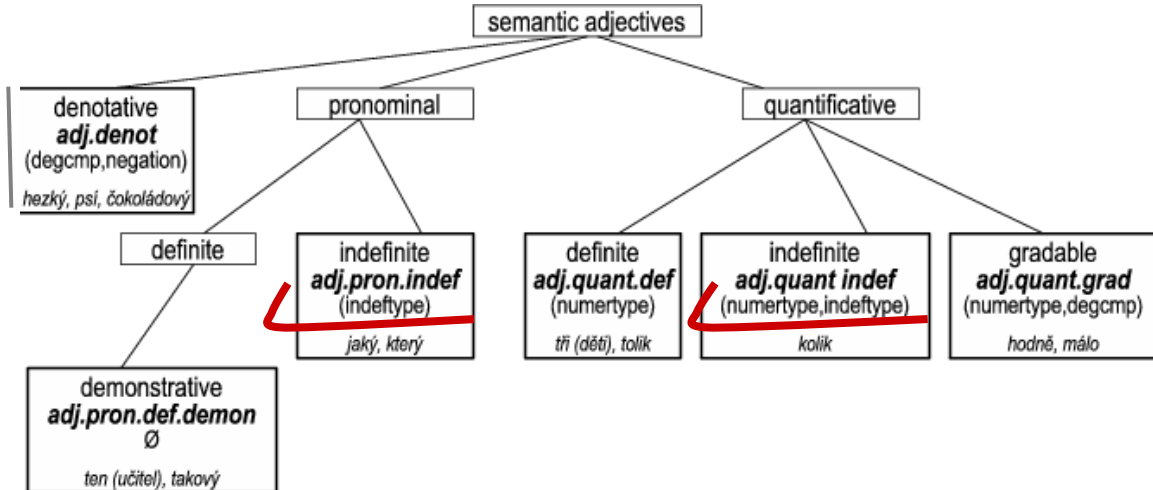 semantic adjectives
denotative
adj.denot
(degcmp,negation)
hezký, psí, čokoládový
pronominal
quantificative
definite
indefinite
adj.pron.indef
(indeftype)
jaký, který
definite
adj.quant.def
(numertype)
tři (děti), tolik
indefinite
adj.quant indef
(numertype,indeftype)
kolik
gradable
adj.quant.grad
(numertype,degcmp)
hodně, málo
demonstrative
adj.pron.def.demon
Ø
ten (učitel), takový